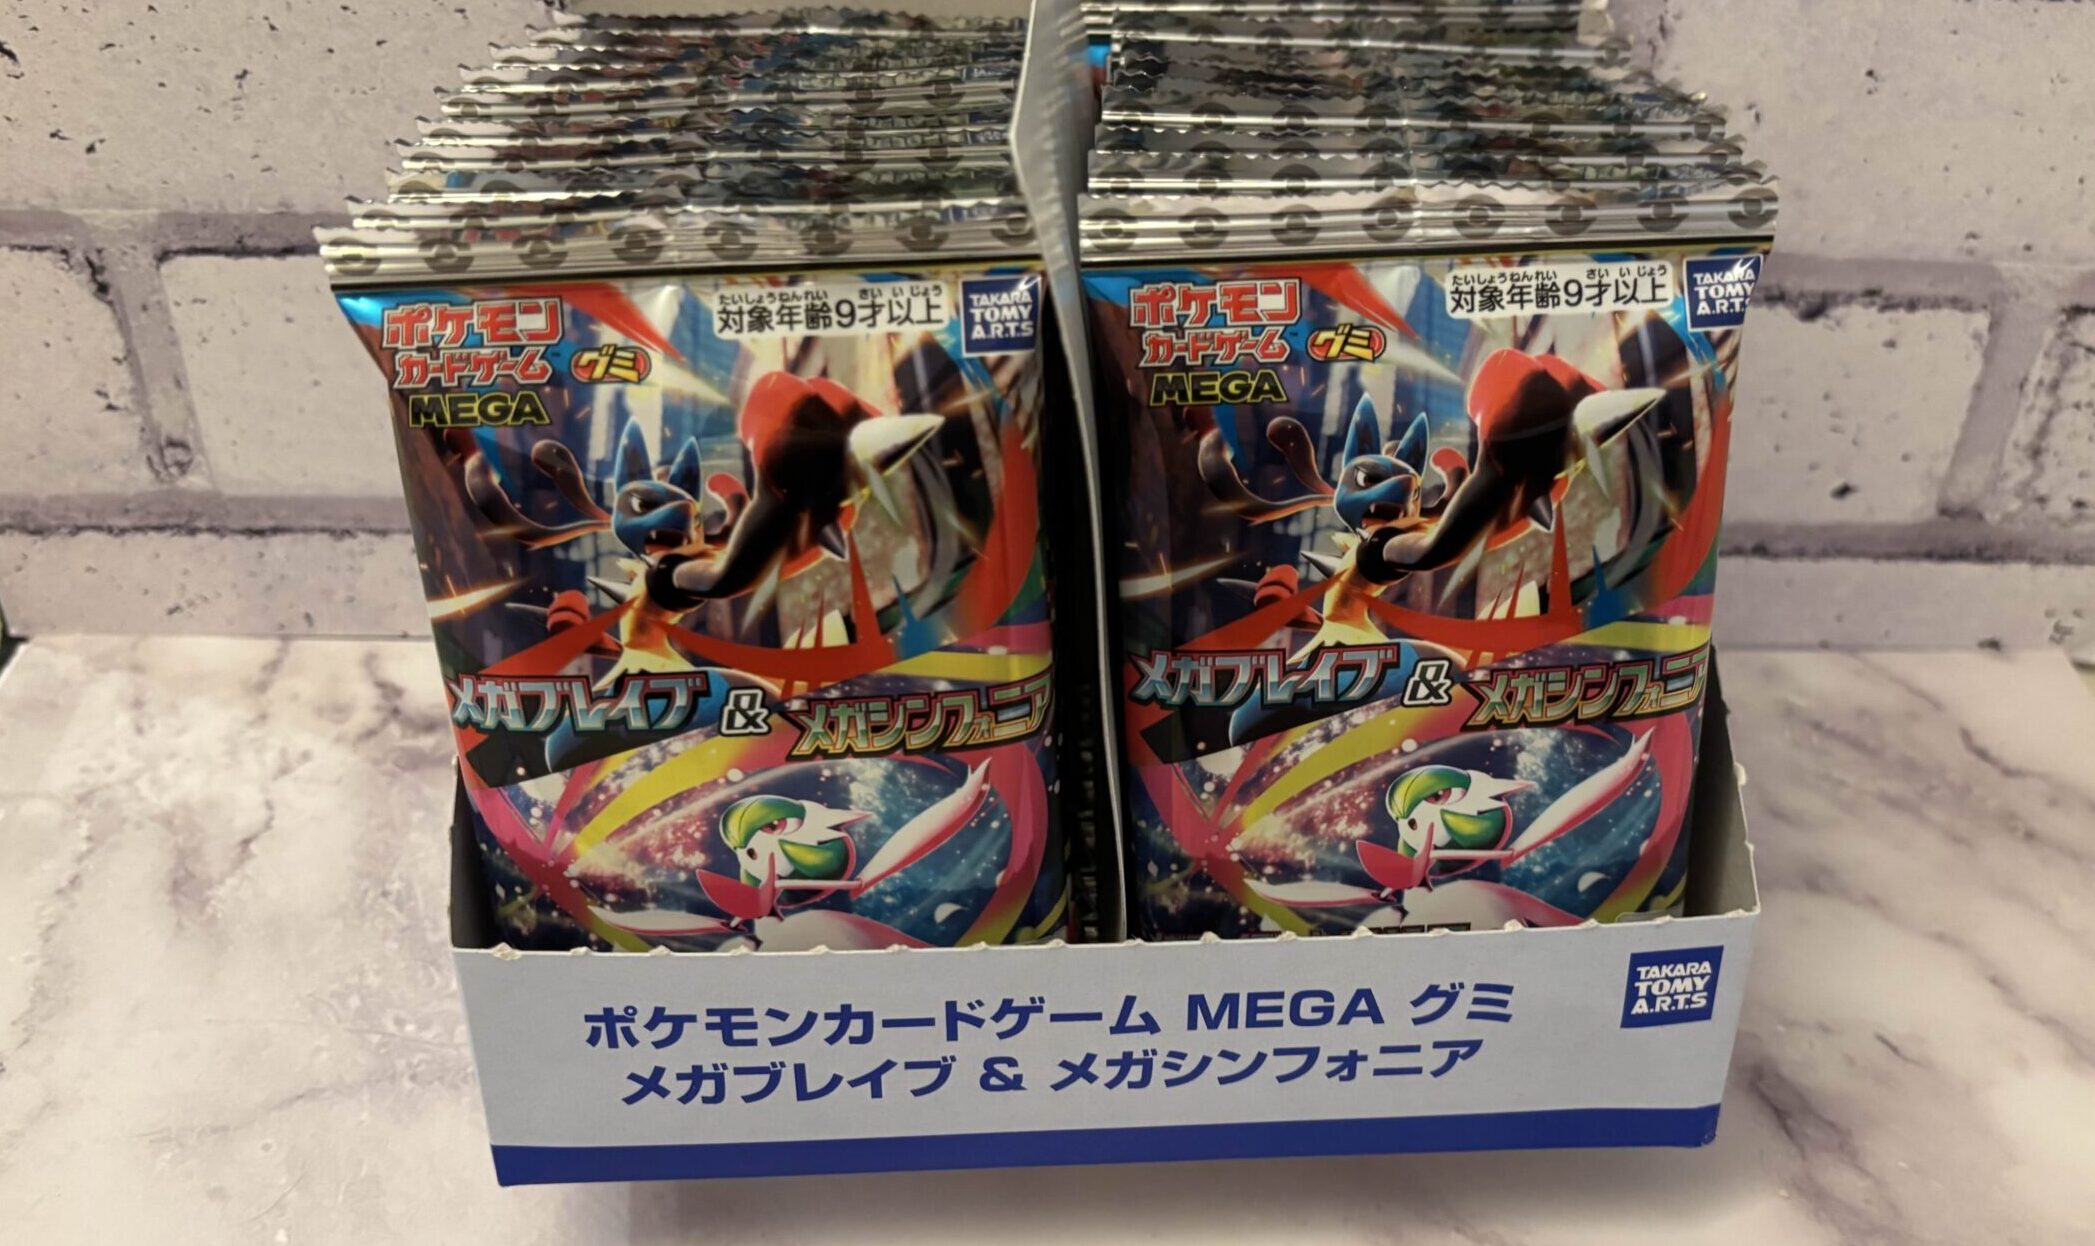 たいしょうねんれい さい いじょう
対象年齢9才以上
TAKARA
TOMY
A.R.T.S
ポケモン
カードゲーム グミ
MEGA
メガブレイブ & メガシンフォニア
たいしょうねんれい さい いじょう
対象年齢9才以上
TAKARA
TOMY
A.R.T.S
ポケモン
カードゲーム グミ
MEGA
メガブレイブ & メガシンフォニア
ポケモンカードゲーム MEGA グミ
メガブレイブ & メガシンフォニア
TAKARA
TOMY
A.R.T.S